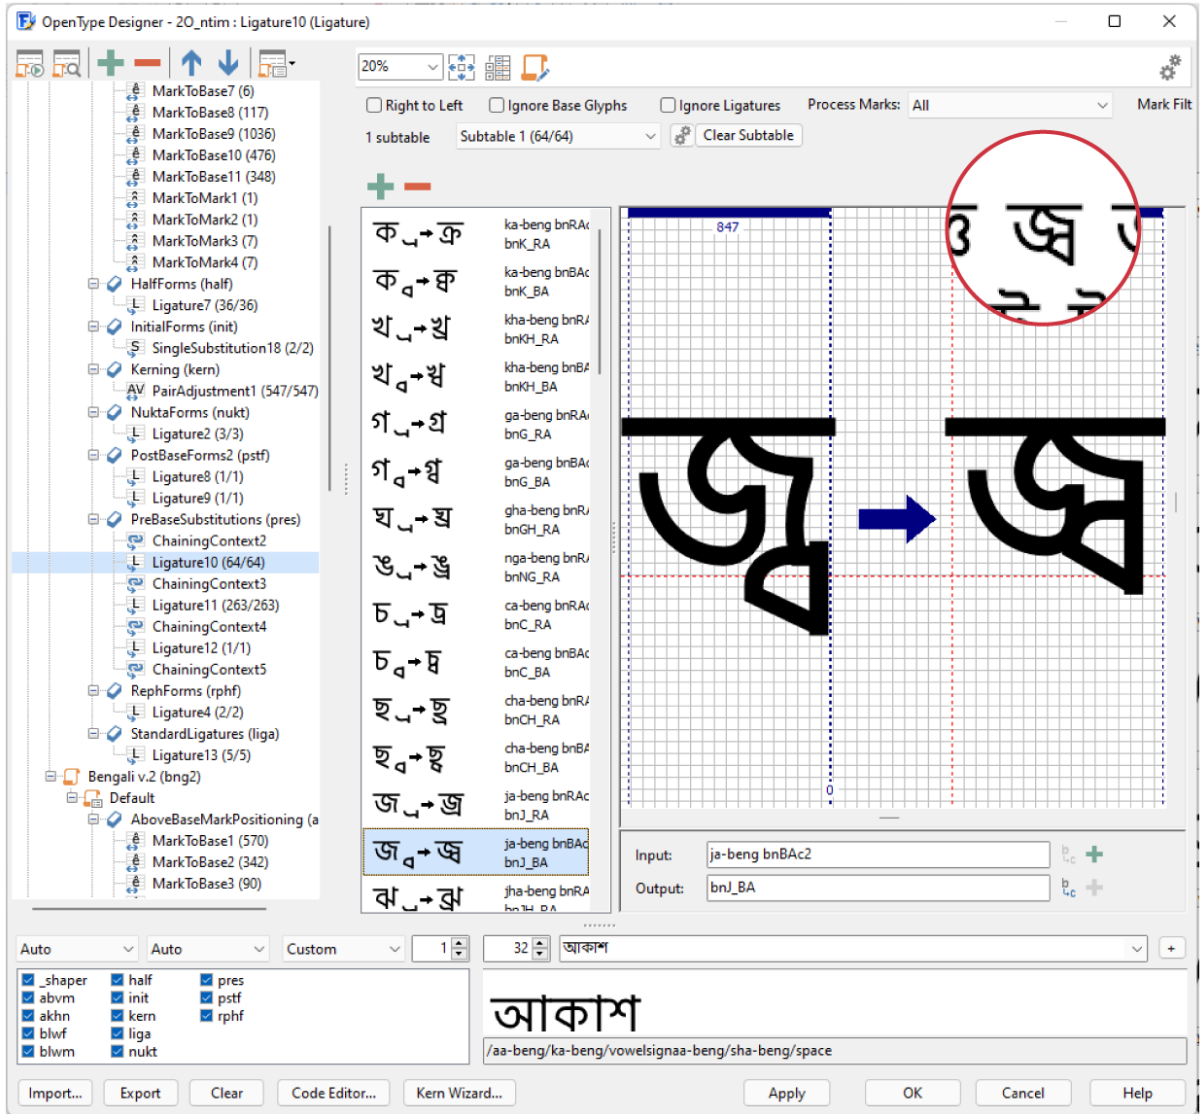 OpenType Designer - 2O_ntim : Ligature10 (Ligature)
20%
Right to Left
Ignore Base Glyphs
Ignore Ligatures
Process Marks: All
Mark Filt
1 subtable
Subtable 1 (64/64)
Clear Subtable
MarkToBase7 (6)
MarkToBase8 (117)
MarkToBase9 (1036)
MarkToBase10 (476)
MarkToBase11 (348)
MarkToMark1 (1)
MarkToMark2 (1)
MarkToMark3 (7)
MarkToMark4 (7)
HalfForms (half)
Ligature7 (36/36)
InitialForms (init)
SingleSubstitution18 (2/2)
Kerning (kern)
PairAdjustment1 (547/547)
NuktaForms (nukt)
Ligature2 (3/3)
PostBaseForms2 (pstf)
Ligature8 (1/1)
Ligature9 (1/1)
PreBaseSubstitutions (pres)
ChainingContext2
Ligature10 (64/64)
ChainingContext3
Ligature11 (263/263)
ChainingContext4
Ligature12 (1/1)
ChainingContext5
RephForms (rphf)
Ligature4 (2/2)
StandardLigatures (liga)
Ligature13 (5/5)
Bengali v.2 (bng2)
Default
AboveBaseMarkPositioning (a
MarkToBase1 (570)
MarkToBase2 (342)
MarkToBase3 (90)
ka-beng bnRAc
bnK_RA
ka-beng bnBAc
bnK_BA
kha-beng bnRA
bnKH_RA
kha-beng bnBA
bnKH_BA
ga-beng bnRA
bnG_RA
ga-beng bnBA
bnG_BA
gha-beng bnRA
bnGH_RA
nga-beng bnRA
bnNG_RA
ca-beng bnRAc
bnC_RA
ca-beng bnBAc
bnC_BA
cha-beng bnRA
bnCH_RA
cha-beng bnBA
bnCH_BA
ja-beng bnRAc
bnJ_RA
ja-beng bnBAc
bnJ_BA
jha-beng bnRA
bnJH_RA
847
জ্ব
0
Input: ja-beng bnBAc2
Output: bnJ_BA
Auto
Auto
Custom
1
32
আকাশ
_shaper half pres
abvm init pstf
akhn kern rphf
blwf liga
blwm nukt
আকাশ
/aa-beng/ka-beng/vowelsignaa-beng/sha-beng/space
Import...
Export
Clear
Code Editor...
Kern Wizard...
Apply
OK
Cancel
Help